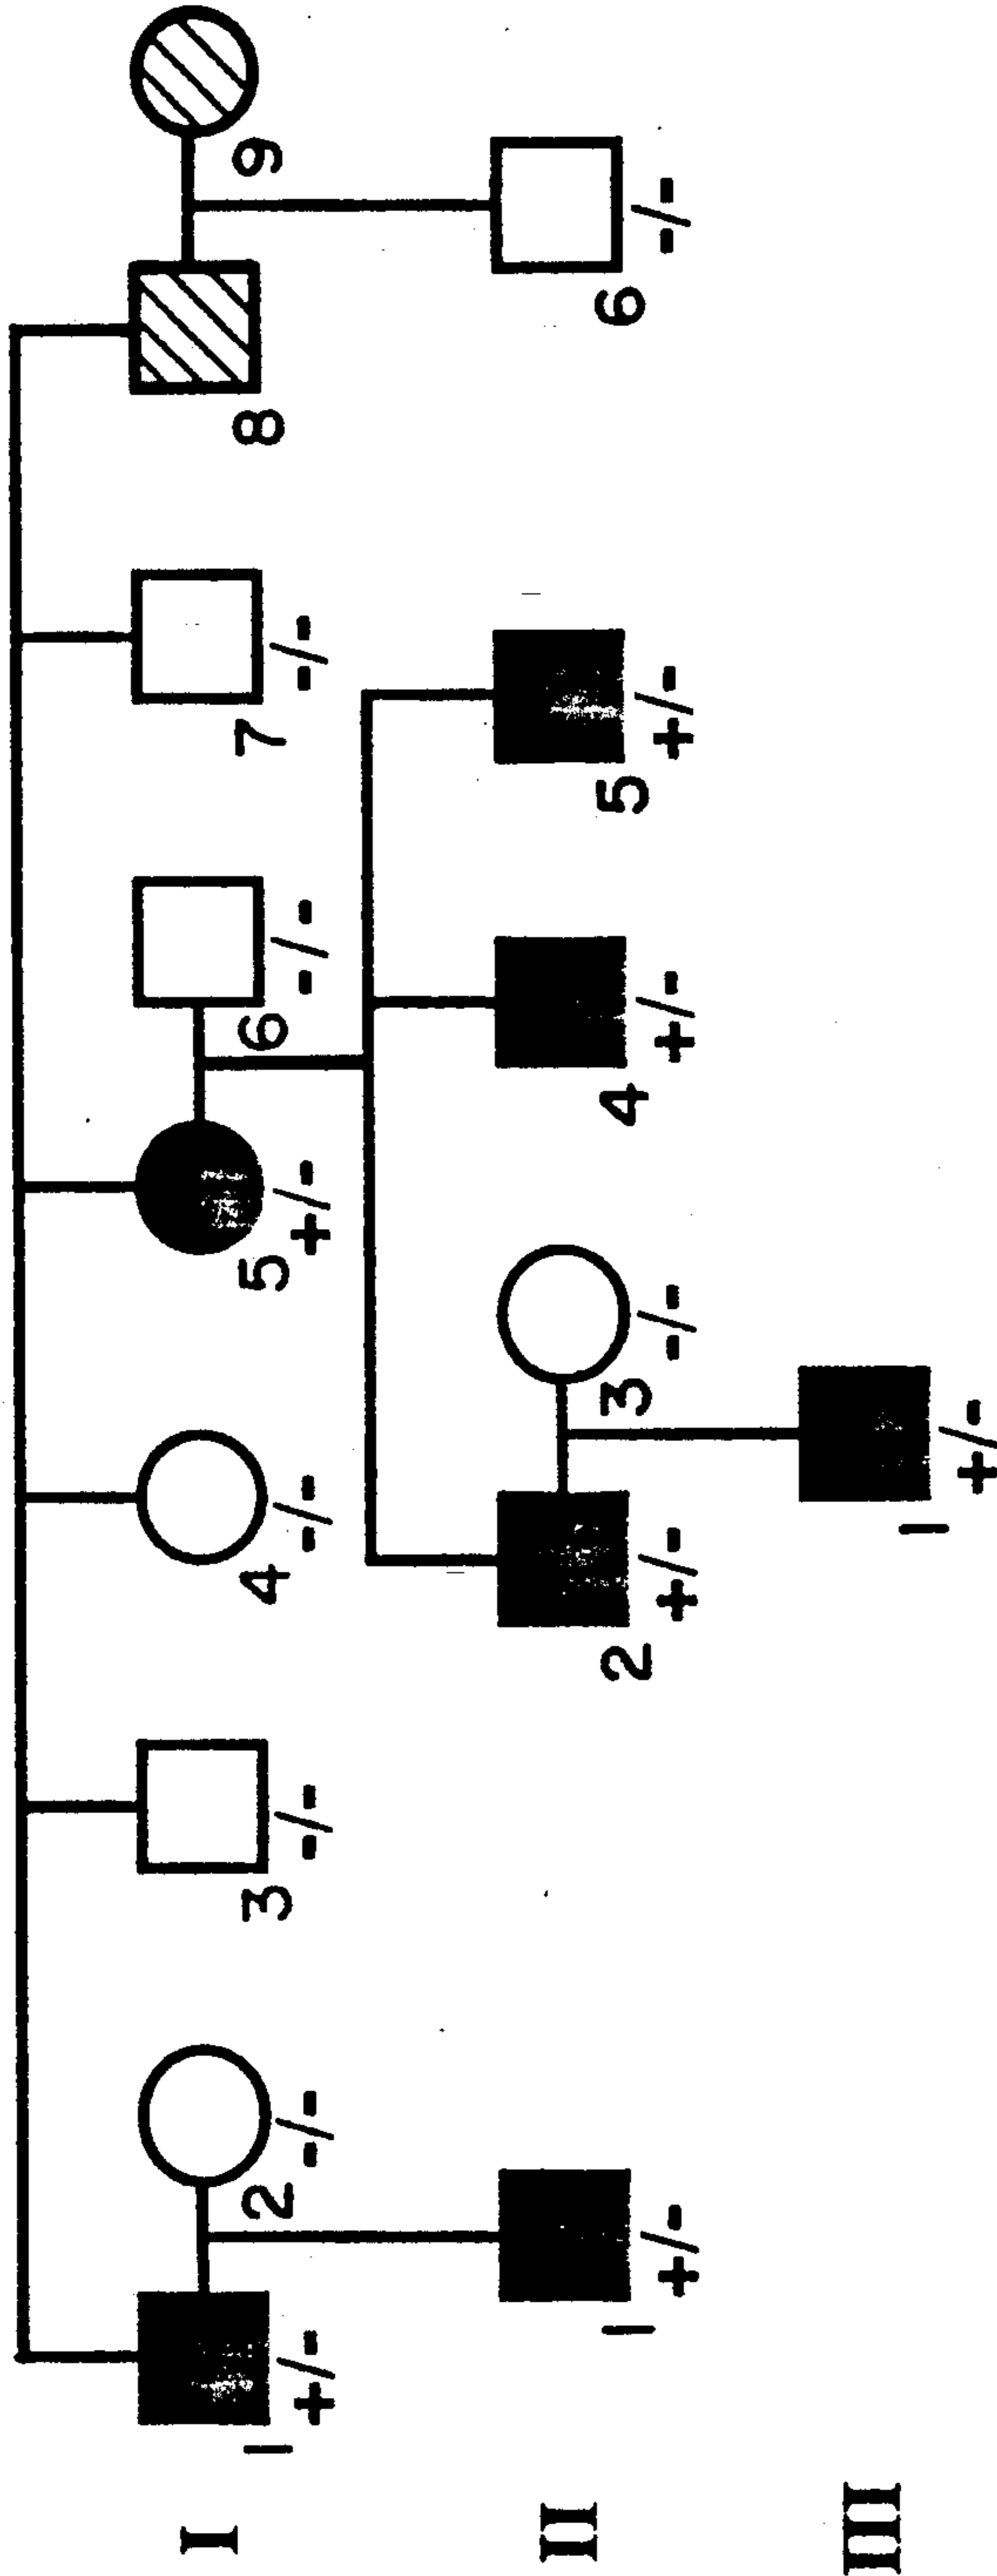 I
1 2 3 4 5 6 7 8 9
+/- -/- -/- -/- +/- -/- -/-
II
1 2 3 4 5 6
+/- +/- -/- +/- +/- -/-
III
1
+/-